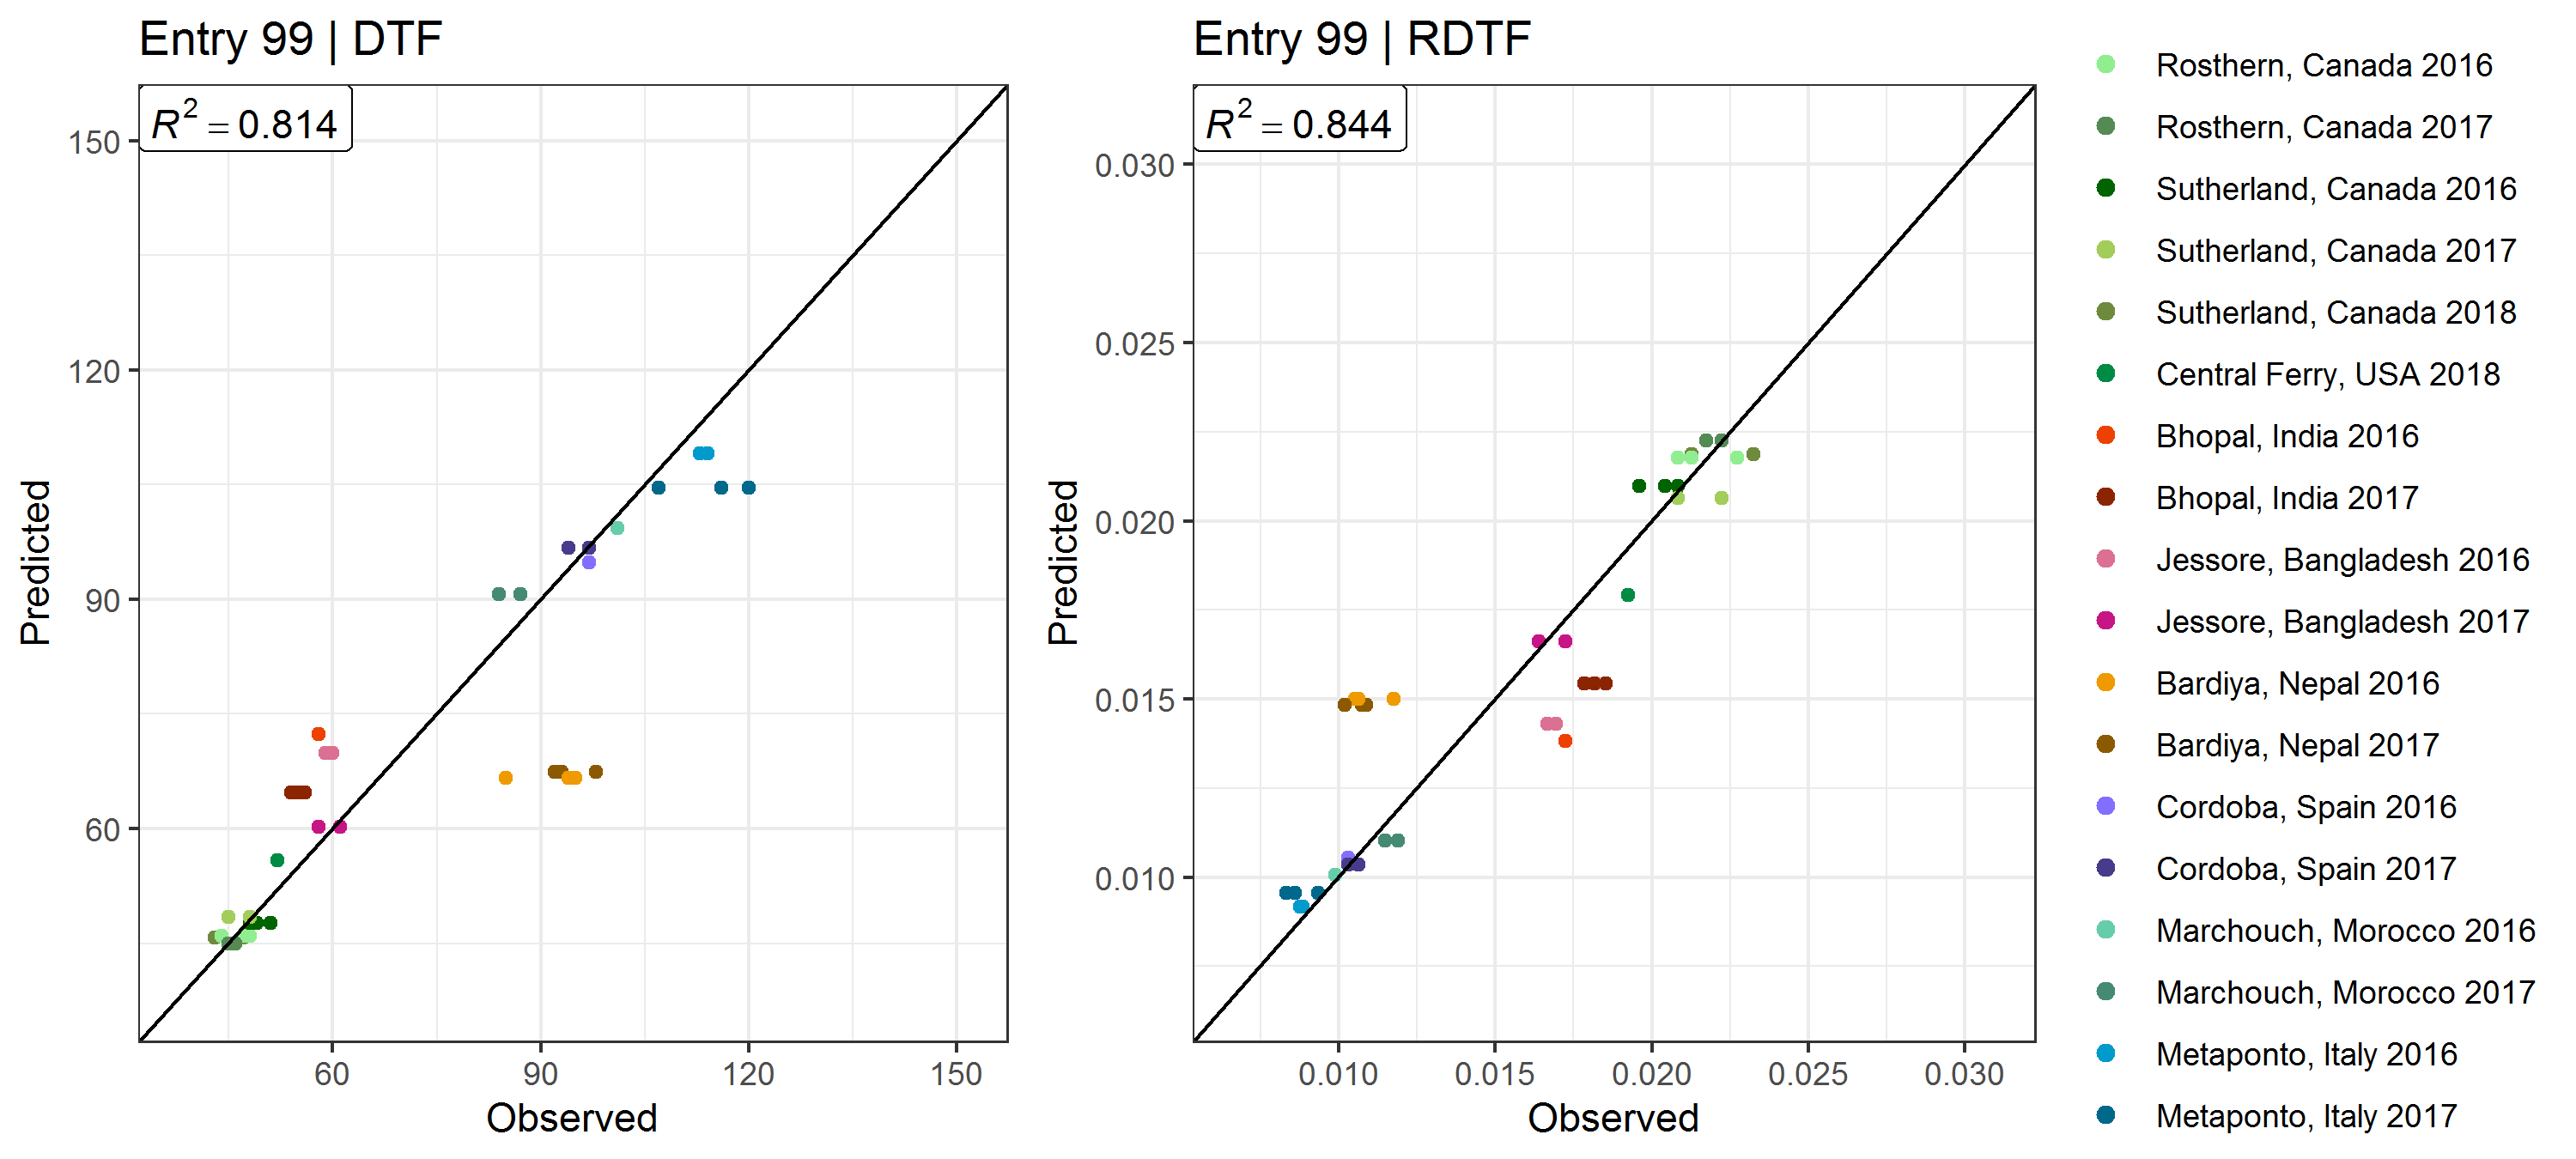 Entry 99 | DTF
R² = 0.814
150
120
90
60
Predicted
60 90 120 150
Observed
Entry 99 | RDTF
R² = 0.844
0.030
0.025
0.020
0.015
0.010
Predicted
0.010 0.015 0.020 0.025 0.030
Observed
Rosthern, Canada 2016
Rosthern, Canada 2017
Sutherland, Canada 2016
Sutherland, Canada 2017
Sutherland, Canada 2018
Central Ferry, USA 2018
Bhopal, India 2016
Bhopal, India 2017
Jessore, Bangladesh 2016
Jessore, Bangladesh 2017
Bardiya, Nepal 2016
Bardiya, Nepal 2017
Cordoba, Spain 2016
Cordoba, Spain 2017
Marchouch, Morocco 2016
Marchouch, Morocco 2017
Metaponto, Italy 2016
Metaponto, Italy 2017